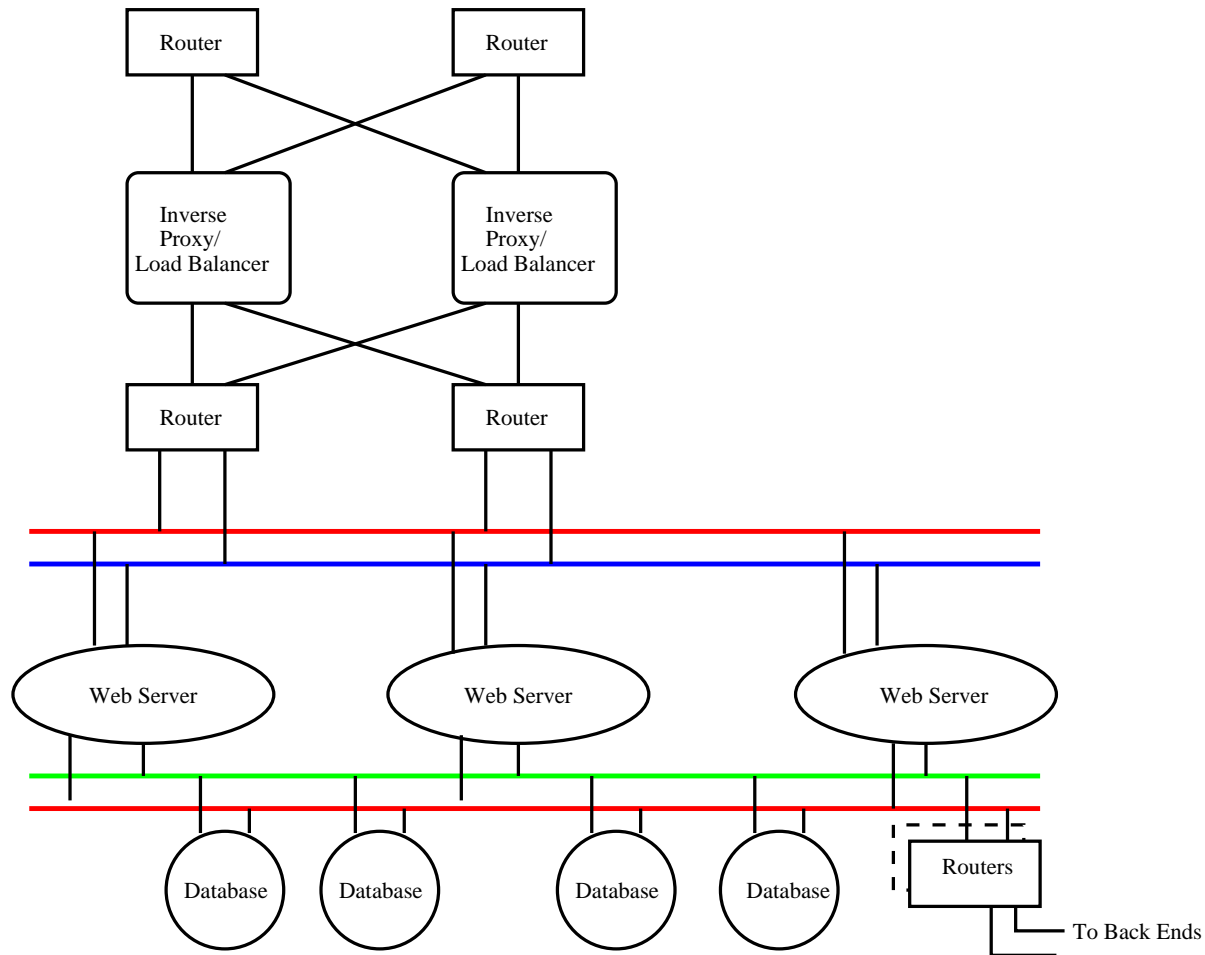 Router
Router
Inverse
Proxy/
Load Balancer
Inverse
Proxy/
Load Balancer
Router
Router
Web Server
Web Server
Web Server
Database
Database
Database
Database
Routers
To Back Ends